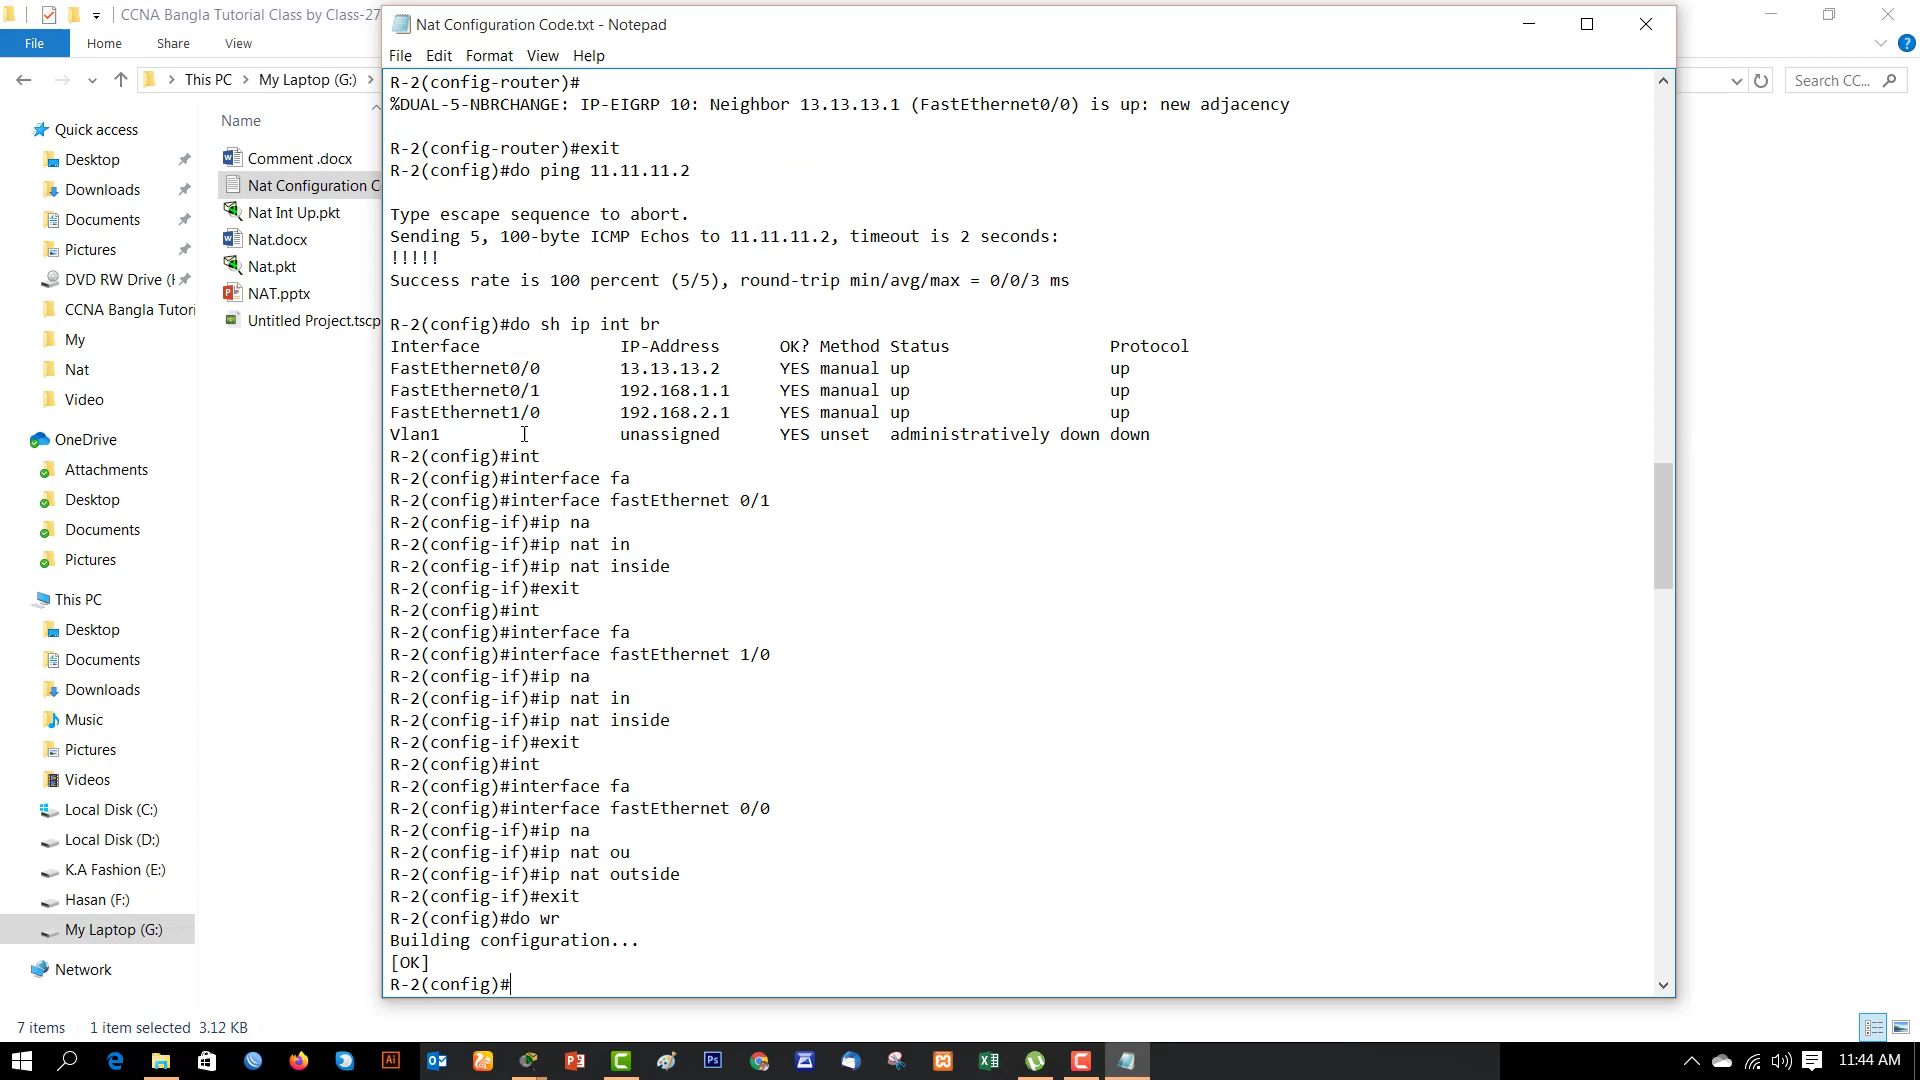 CCNA Bangla Tutorial Class by Class-27
Nat Configuration Code.txt - Notepad
File
Home
Share
View
File Edit Format View Help
This PC
My Laptop (G:)
Search CC...
Quick access
Desktop
Downloads
Documents
Pictures
DVD RW Drive (H
CCNA Bangla Tutori
My
Nat
Video
OneDrive
Attachments
Desktop
Documents
Pictures
This PC
Desktop
Documents
Downloads
Music
Pictures
Videos
Local Disk (C:)
Local Disk (D:)
K.A Fashion (E:)
Hasan (F:)
My Laptop (G:)
Network
Name
Comment .docx
Nat Configuration C
Nat Int Up.pkt
Nat.docx
Nat.pkt
NAT.pptx
Untitled Project.tscp
R-2(config-router)#
%DUAL-5-NBRCHANGE: IP-EIGRP 10: Neighbor 13.13.13.1 (FastEthernet0/0) is up: new adjacency
R-2(config-router)#exit
R-2(config)#do ping 11.11.11.2
Type escape sequence to abort.
Sending 5, 100-byte ICMP Echos to 11.11.11.2, timeout is 2 seconds:
!!!!!
Success rate is 100 percent (5/5), round-trip min/avg/max = 0/0/3 ms
R-2(config)#do sh ip int br
Interface IP-Address OK? Method Status Protocol
FastEthernet0/0 13.13.13.2 YES manual up up
FastEthernet0/1 192.168.1.1 YES manual up up
FastEthernet1/0 192.168.2.1 YES manual up up
Vlan1 unassigned YES unset administratively down down
R-2(config)#int
R-2(config)#interface fa
R-2(config)#interface fastEthernet 0/1
R-2(config-if)#ip na
R-2(config-if)#ip nat in
R-2(config-if)#ip nat inside
R-2(config-if)#exit
R-2(config)#int
R-2(config)#interface fa
R-2(config)#interface fastEthernet 1/0
R-2(config-if)#ip na
R-2(config-if)#ip nat in
R-2(config-if)#ip nat inside
R-2(config-if)#exit
R-2(config)#int
R-2(config)#interface fa
R-2(config)#interface fastEthernet 0/0
R-2(config-if)#ip na
R-2(config-if)#ip nat ou
R-2(config-if)#ip nat outside
R-2(config-if)#exit
R-2(config)#do wr
Building configuration...
[OK]
R-2(config)#
7 items 1 item selected 3.12 KB
11:44 AM